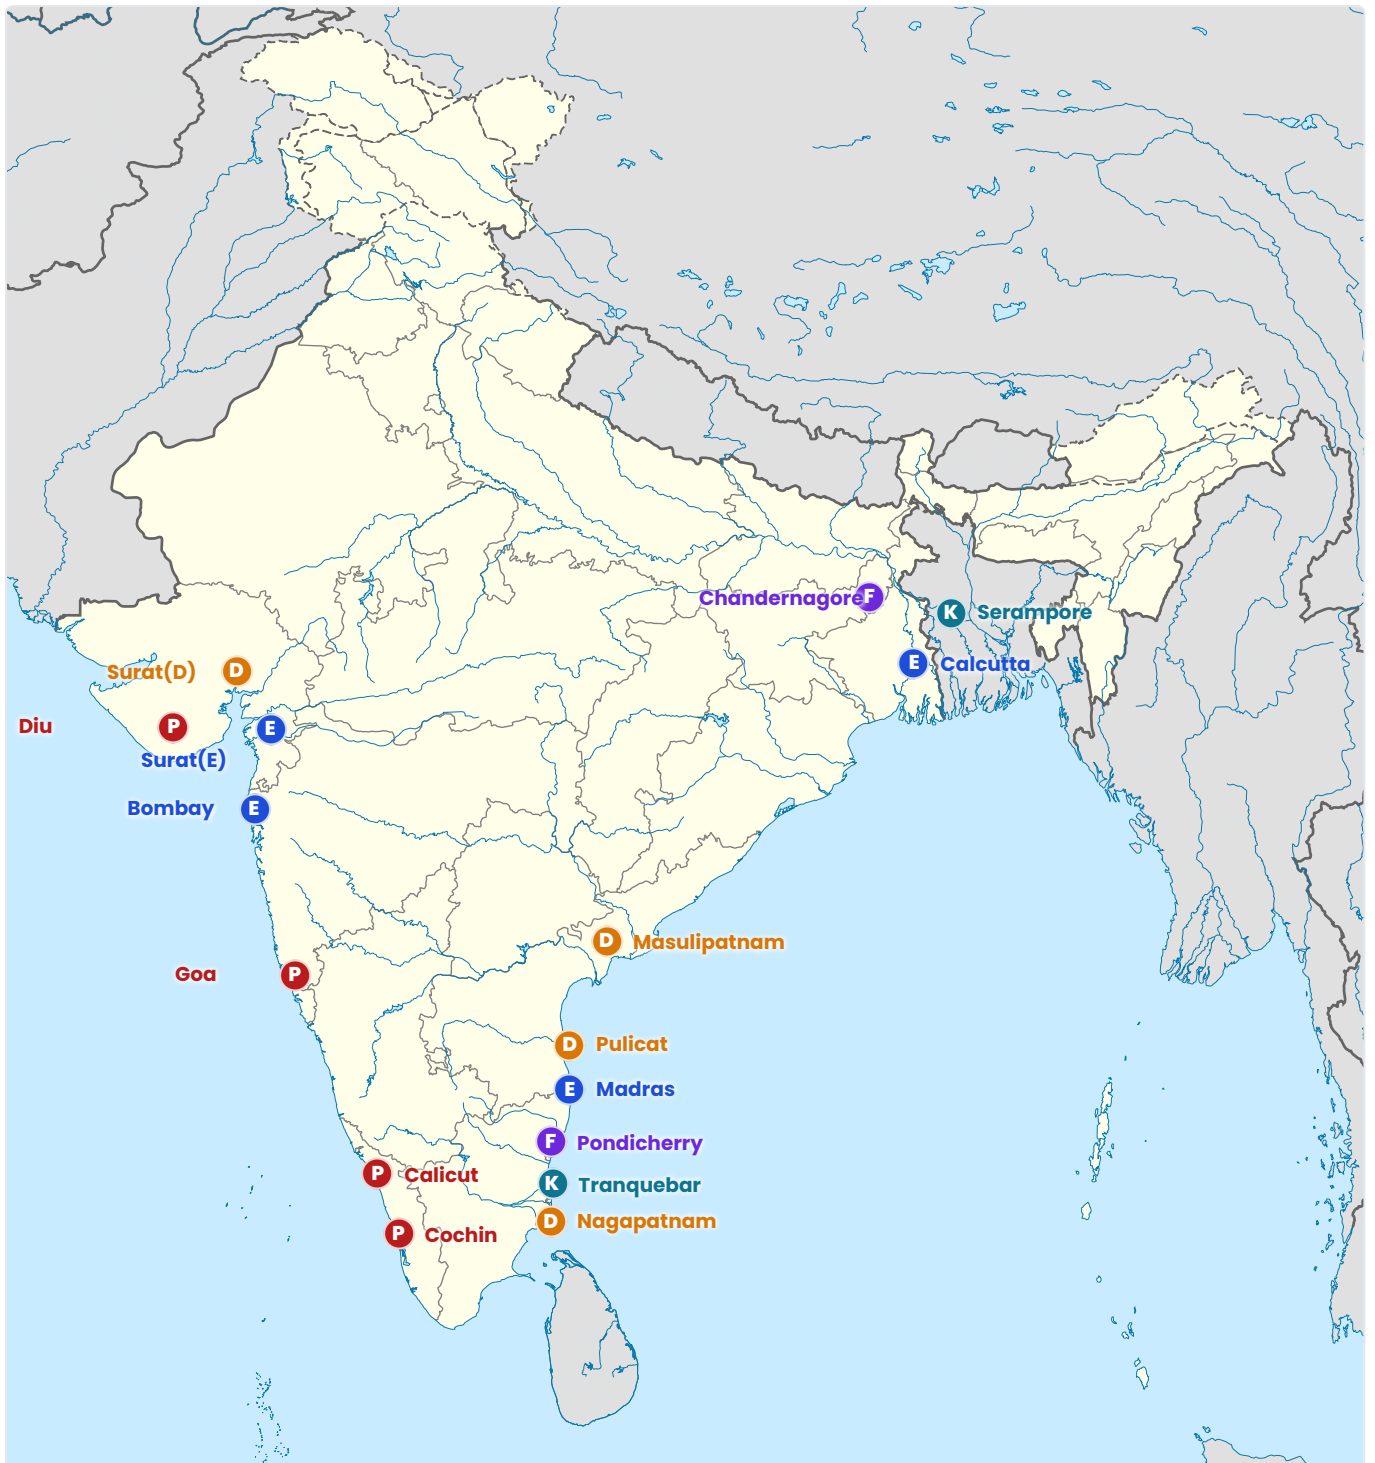 Chandernagore F
K Serampore
E Calcutta
Surat(D) D
Diu P
E
Surat(E)
Bombay E
D Masulipatnam
Goa P
D Pulicat
E Madras
F Pondicherry
P Calicut
K Tranquebar
D Nagapatnam
P Cochin